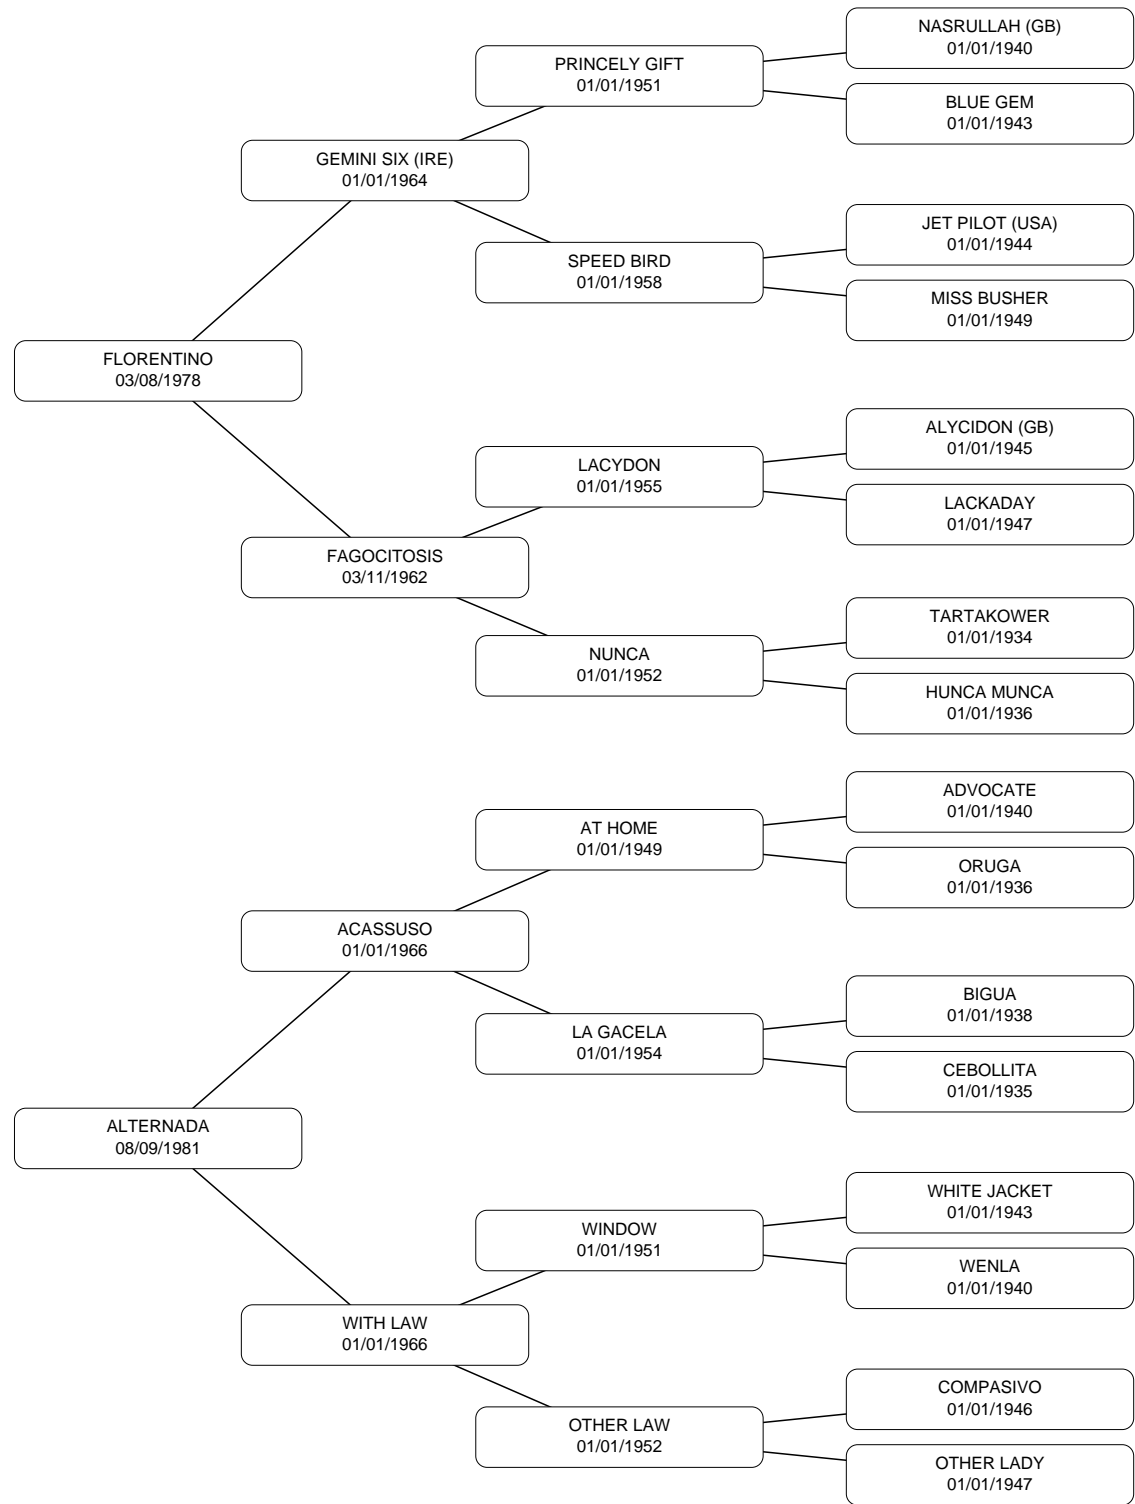 NASRULLAH (GB)
01/01/1940
PRINCELY GIFT
01/01/1951
BLUE GEM
01/01/1943
GEMINI SIX (IRE)
01/01/1964
JET PILOT (USA)
01/01/1944
SPEED BIRD
01/01/1958
MISS BUSHER
01/01/1949
FLORENTINO
03/08/1978
ALYCIDON (GB)
01/01/1945
LACYDON
01/01/1955
LACKADAY
01/01/1947
FAGOCITOSIS
03/11/1962
TARTAKOWER
01/01/1934
NUNCA
01/01/1952
HUNCA MUNCA
01/01/1936
ADVOCATE
01/01/1940
AT HOME
01/01/1949
ORUGA
01/01/1936
ACASSUSO
01/01/1966
BIGUA
01/01/1938
LA GACELA
01/01/1954
CEBOLLITA
01/01/1935
ALTERNADA
08/09/1981
WHITE JACKET
01/01/1943
WINDOW
01/01/1951
WENLA
01/01/1940
WITH LAW
01/01/1966
COMPASIVO
01/01/1946
OTHER LAW
01/01/1952
OTHER LADY
01/01/1947